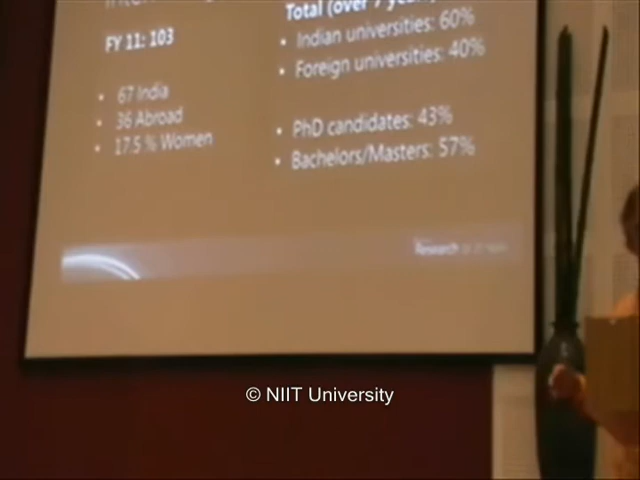 FY 11: 103
• 67 India
• 36 Abroad
• 17.5 % Women
Total (over 7
• Indian universities: 60%
• Foreign universities: 40%
• PhD candidates: 43%
• Bachelors/Masters: 57%
Research
© NIIT University